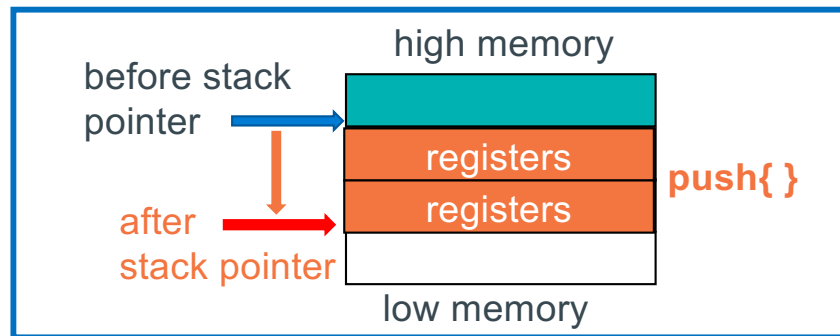 high memory
before stack
pointer
registers
registers
push{ }
after
stack pointer
low memory